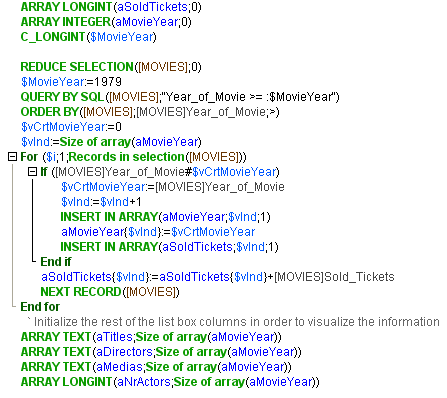 ARRAY LONGINT(aSoldTickets;0)
ARRAY INTEGER(aMovieYear;0)
C_LONGINT($MovieYear)
REDUCE SELECTION([MOVIES];0)
$MovieYear:=1979
QUERY BY SQL([MOVIES];"Year_of_Movie >= :$MovieYear")
ORDER BY([MOVIES];[MOVIES]Year_of_Movie;>)
$vCrtMovieYear:=0
$vInd:=Size of array(aMovieYear)
For ($i;1;Records in selection([MOVIES]))
If ([MOVIES]Year_of_Movie#$vCrtMovieYear)
$vCrtMovieYear:=[MOVIES]Year_of_Movie
$vInd:=$vInd+1
INSERT IN ARRAY(aMovieYear;$vInd;1)
aMovieYear{$vInd}:=$vCrtMovieYear
INSERT IN ARRAY(aSoldTickets;$vInd;1)
End if
aSoldTickets{$vInd}:=aSoldTickets{$vInd}+[MOVIES]Sold_Tickets
NEXT RECORD([MOVIES])
End for
` Initialize the rest of the list box columns in order to visualize the information
ARRAY TEXT(aTitles;Size of array(aMovieYear))
ARRAY TEXT(aDirectors;Size of array(aMovieYear))
ARRAY TEXT(aMedias;Size of array(aMovieYear))
ARRAY LONGINT(aNrActors;Size of array(aMovieYear))